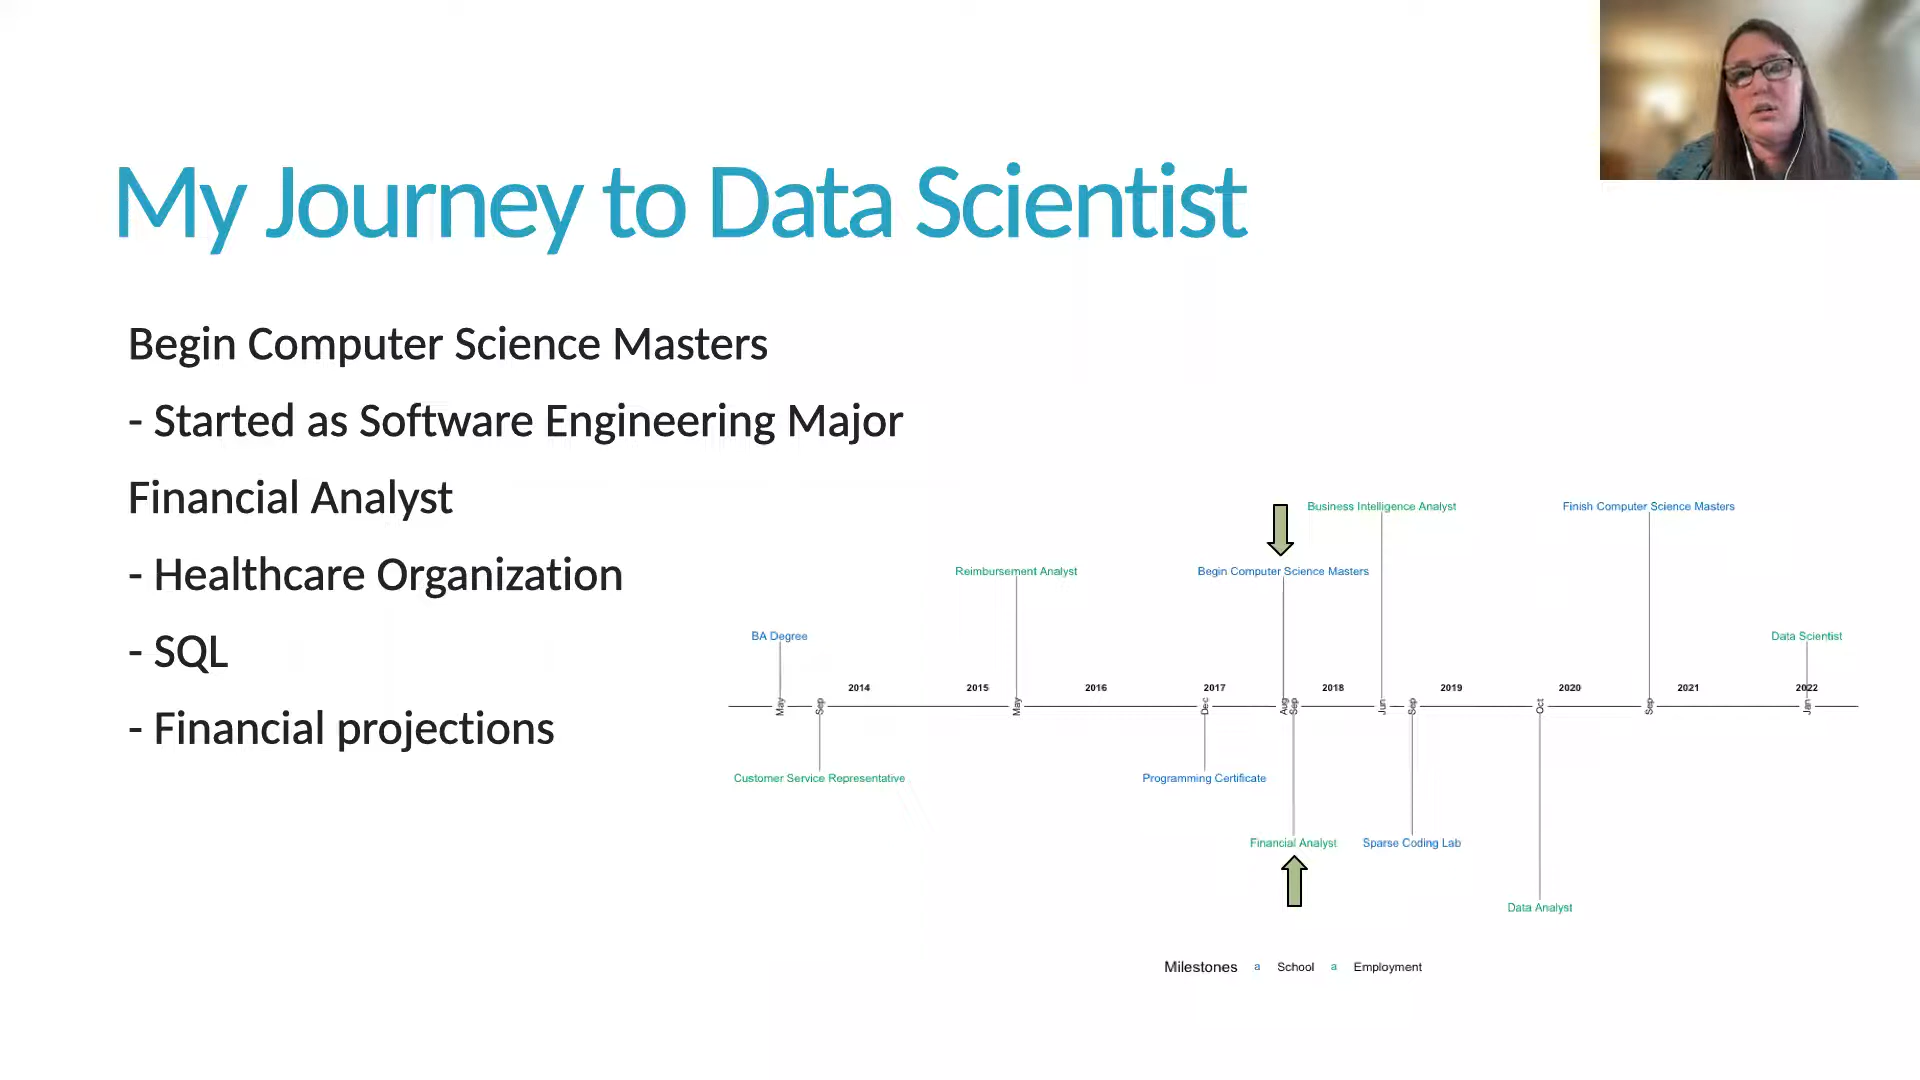 My Journey to Data Scientist
Begin Computer Science Masters
- Started as Software Engineering Major
Financial Analyst
- Healthcare Organization
- SQL
- Financial projections
Business Intelligence Analyst
Finish Computer Science Masters
Reimbursement Analyst
Begin Computer Science Masters
BA Degree
Data Scientist
2014 2015 2016 2017 2018 2019 2020 2021 2022
May Sep May Dec Aug Sep Jun Sep Oct Sep Jan
Customer Service Representative
Programming Certificate
Financial Analyst
Sparse Coding Lab
Data Analyst
Milestones a School a Employment